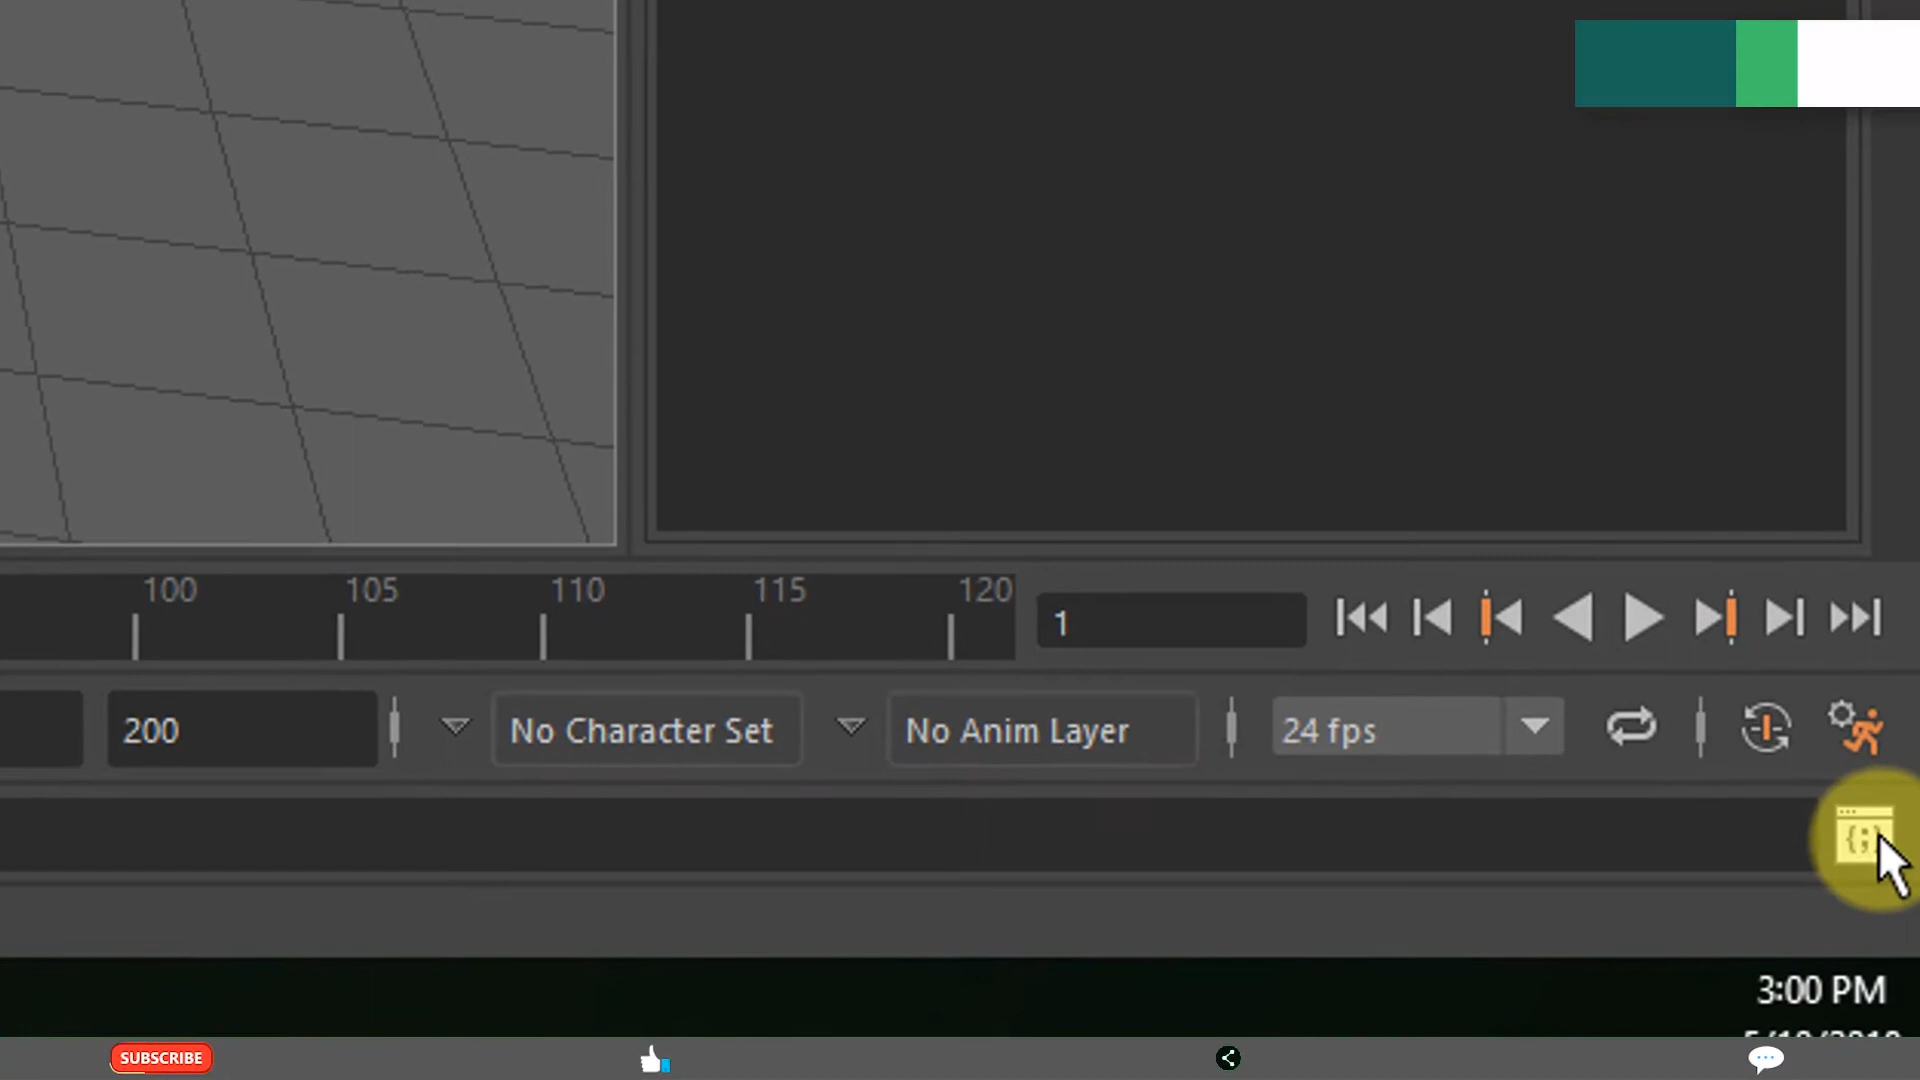 100 105 110 115 120
1
200
No Character Set
No Anim Layer
24 fps
{;}
3:00 PM
SUBSCRIBE